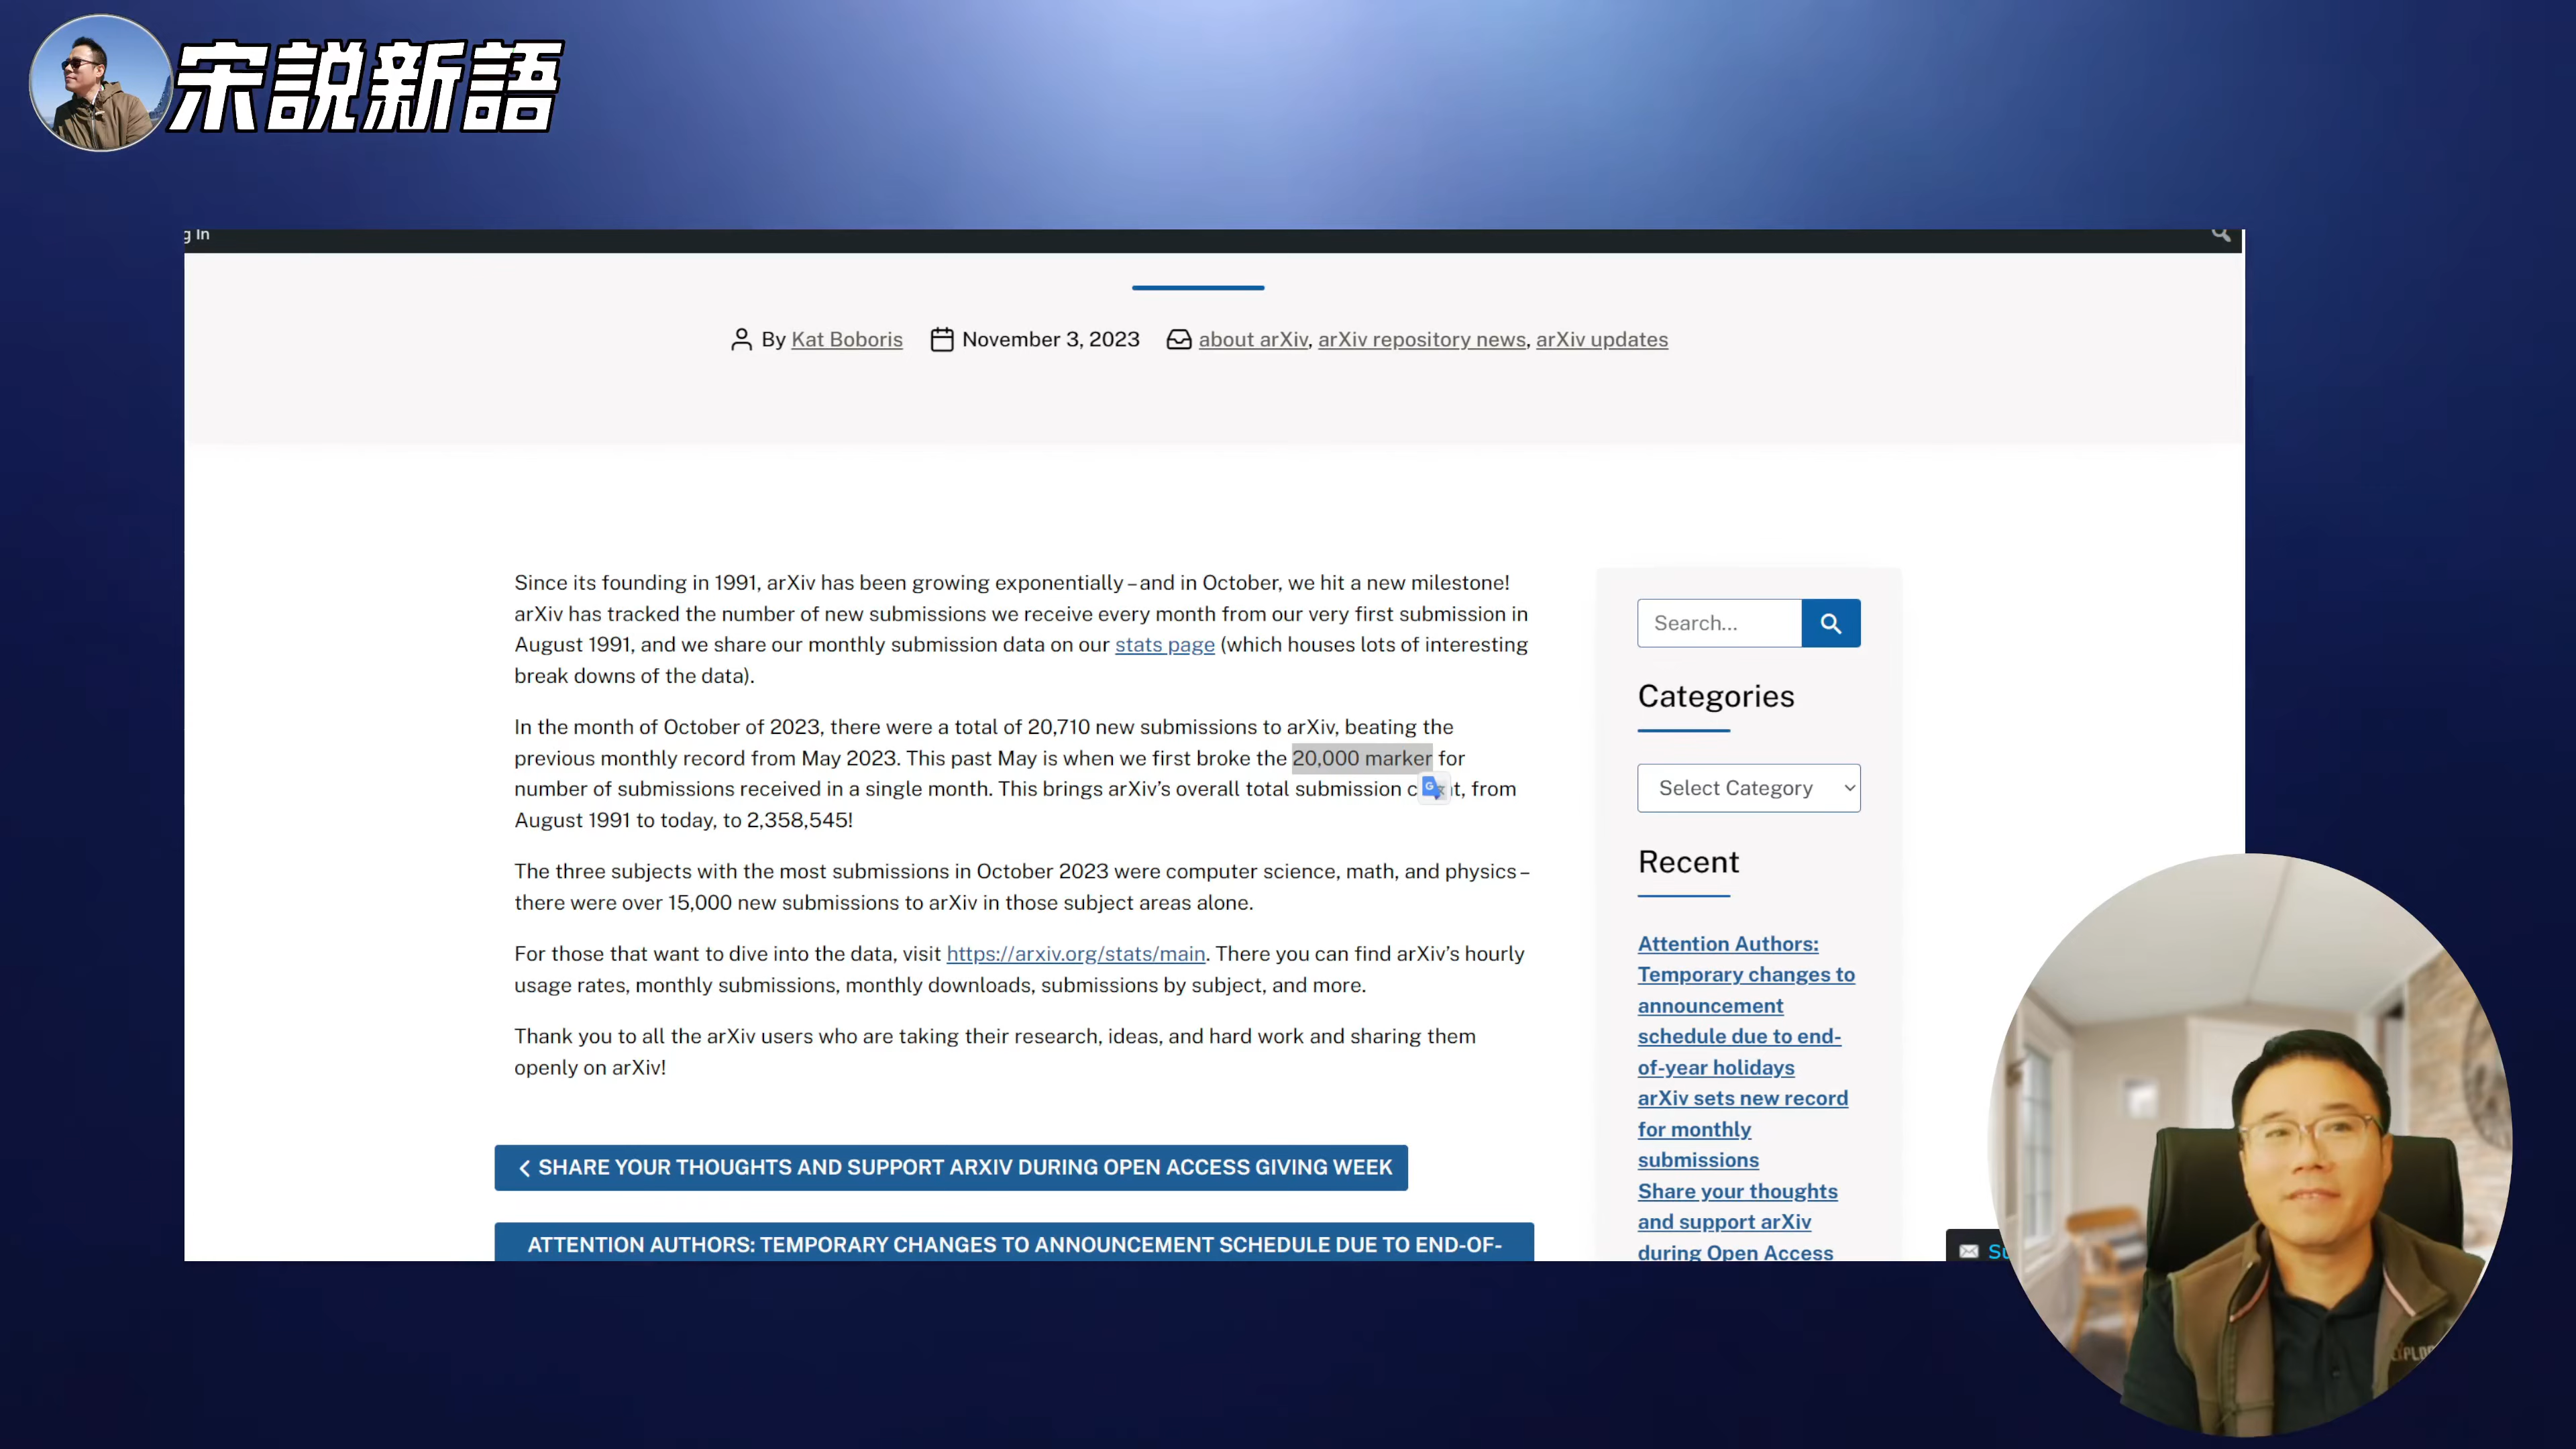 宋説新語
g In
By Kat Boboris November 3, 2023 about arXiv, arXiv repository news, arXiv updates
Since its founding in 1991, arXiv has been growing exponentially – and in October, we hit a new milestone!
arXiv has tracked the number of new submissions we receive every month from our very first submission in
August 1991, and we share our monthly submission data on our stats page (which houses lots of interesting
break downs of the data).
In the month of October of 2023, there were a total of 20,710 new submissions to arXiv, beating the
previous monthly record from May 2023. This past May is when we first broke the 20,000 marker for
number of submissions received in a single month. This brings arXiv's overall total submission c t, from
August 1991 to today, to 2,358,545!
The three subjects with the most submissions in October 2023 were computer science, math, and physics –
there were over 15,000 new submissions to arXiv in those subject areas alone.
For those that want to dive into the data, visit https://arxiv.org/stats/main. There you can find arXiv's hourly
usage rates, monthly submissions, monthly downloads, submissions by subject, and more.
Thank you to all the arXiv users who are taking their research, ideas, and hard work and sharing them
openly on arXiv!
< SHARE YOUR THOUGHTS AND SUPPORT ARXIV DURING OPEN ACCESS GIVING WEEK
ATTENTION AUTHORS: TEMPORARY CHANGES TO ANNOUNCEMENT SCHEDULE DUE TO END-OF-
Search...
Categories
Select Category
Recent
Attention Authors:
Temporary changes to
announcement
schedule due to end-
of-year holidays
arXiv sets new record
for monthly
submissions
Share your thoughts
and support arXiv
during Open Access
Su
XPLO